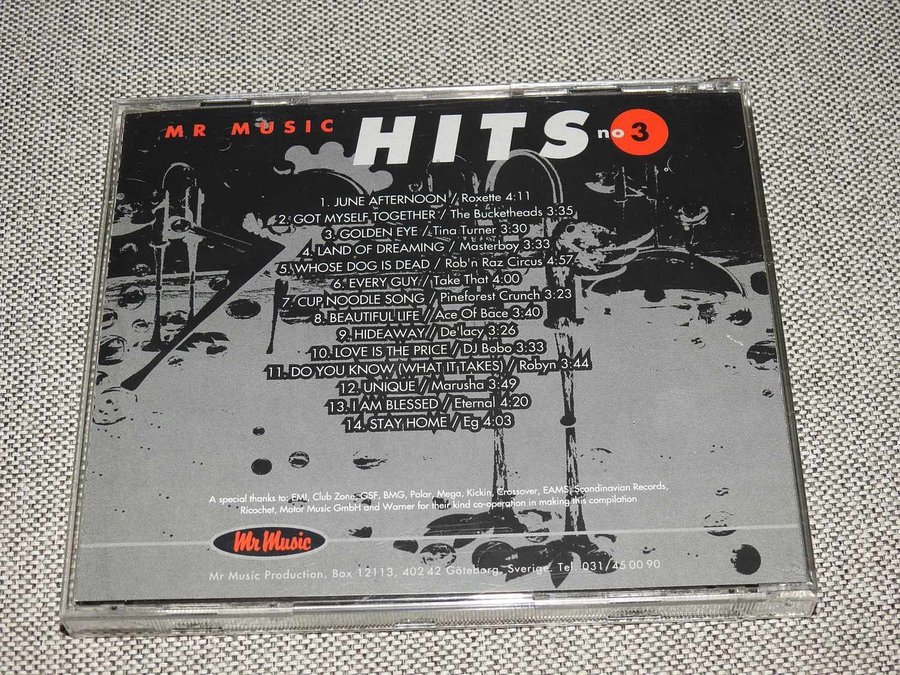 MR MUSIC HITS no 3
1. JUNE AFTERNOON / Roxette 4:11
2. GOT MYSELF TOGETHER / The Bucketheads 3:35
3. GOLDEN EYE / Tina Turner 3:30
4. LAND OF DREAMING / Masterboy 3:33
5. WHOSE DOG IS DEAD / Rob'n Raz Circus 4:57
6. EVERY GUY / Take That 4:00
7. CUP NOODLE SONG / Pineforest Crunch 3:23
8. BEAUTIFUL LIFE / Ace Of Bace 3:40
9. HIDEAWAY / De'lacy 3:26
10. LOVE IS THE PRICE / DJ Bobo 3:33
11. DO YOU KNOW (WHAT IT TAKES) / Robyn 3:44
12. UNIQUE / Marusha 3:49
13. I AM BLESSED / Eternal 4:20
14. STAY HOME / Eg 4:03
A special thanks to; EMI, Club Zone, GSF, BMG, Polar, Mega, Kickin, Crossover, EAMS, Scandinavian Records,
Ricochet, Motor Music GmbH and Warner for their kind co-operation in making this compilation
Mr Music
Mr Music Production, Box 12113, 402 42 Göteborg, Sverige. Tel 031/45 00 90